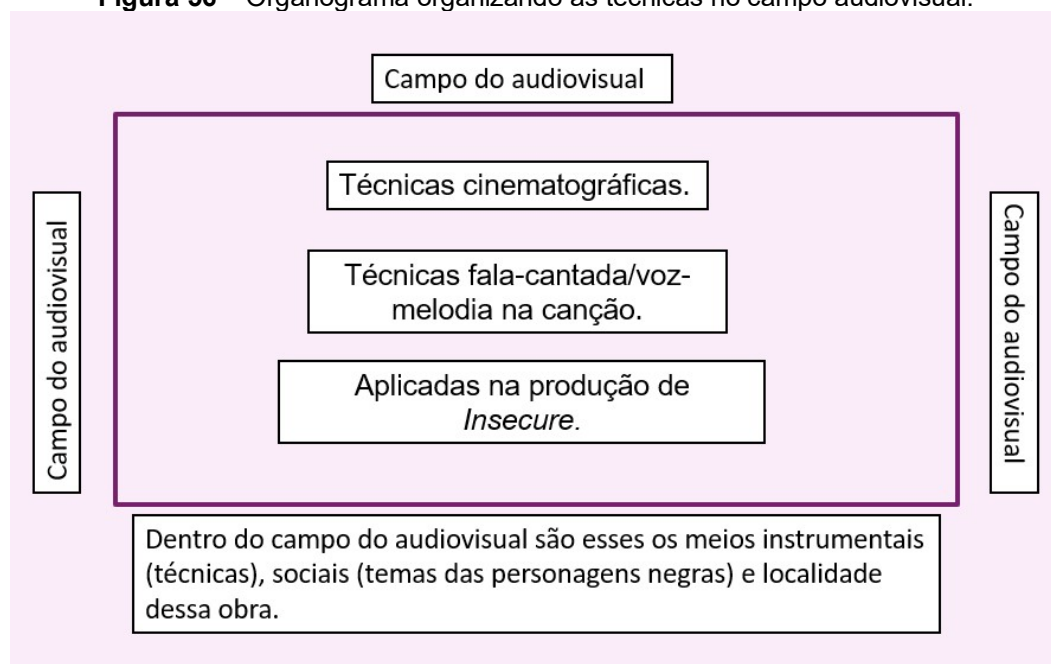 Organograma organizando as técnicas no campo audiovisual.
Campo do audiovisual
Técnicas cinematográficas.
Campo do audiovisual
Campo do audiovisual
Técnicas fala-cantada/voz-
melodia na canção.
Aplicadas na produção de
Insecure.
Dentro do campo do audiovisual são esses os meios instrumentais
(técnicas), sociais (temas das personagens negras) e localidade
dessa obra.